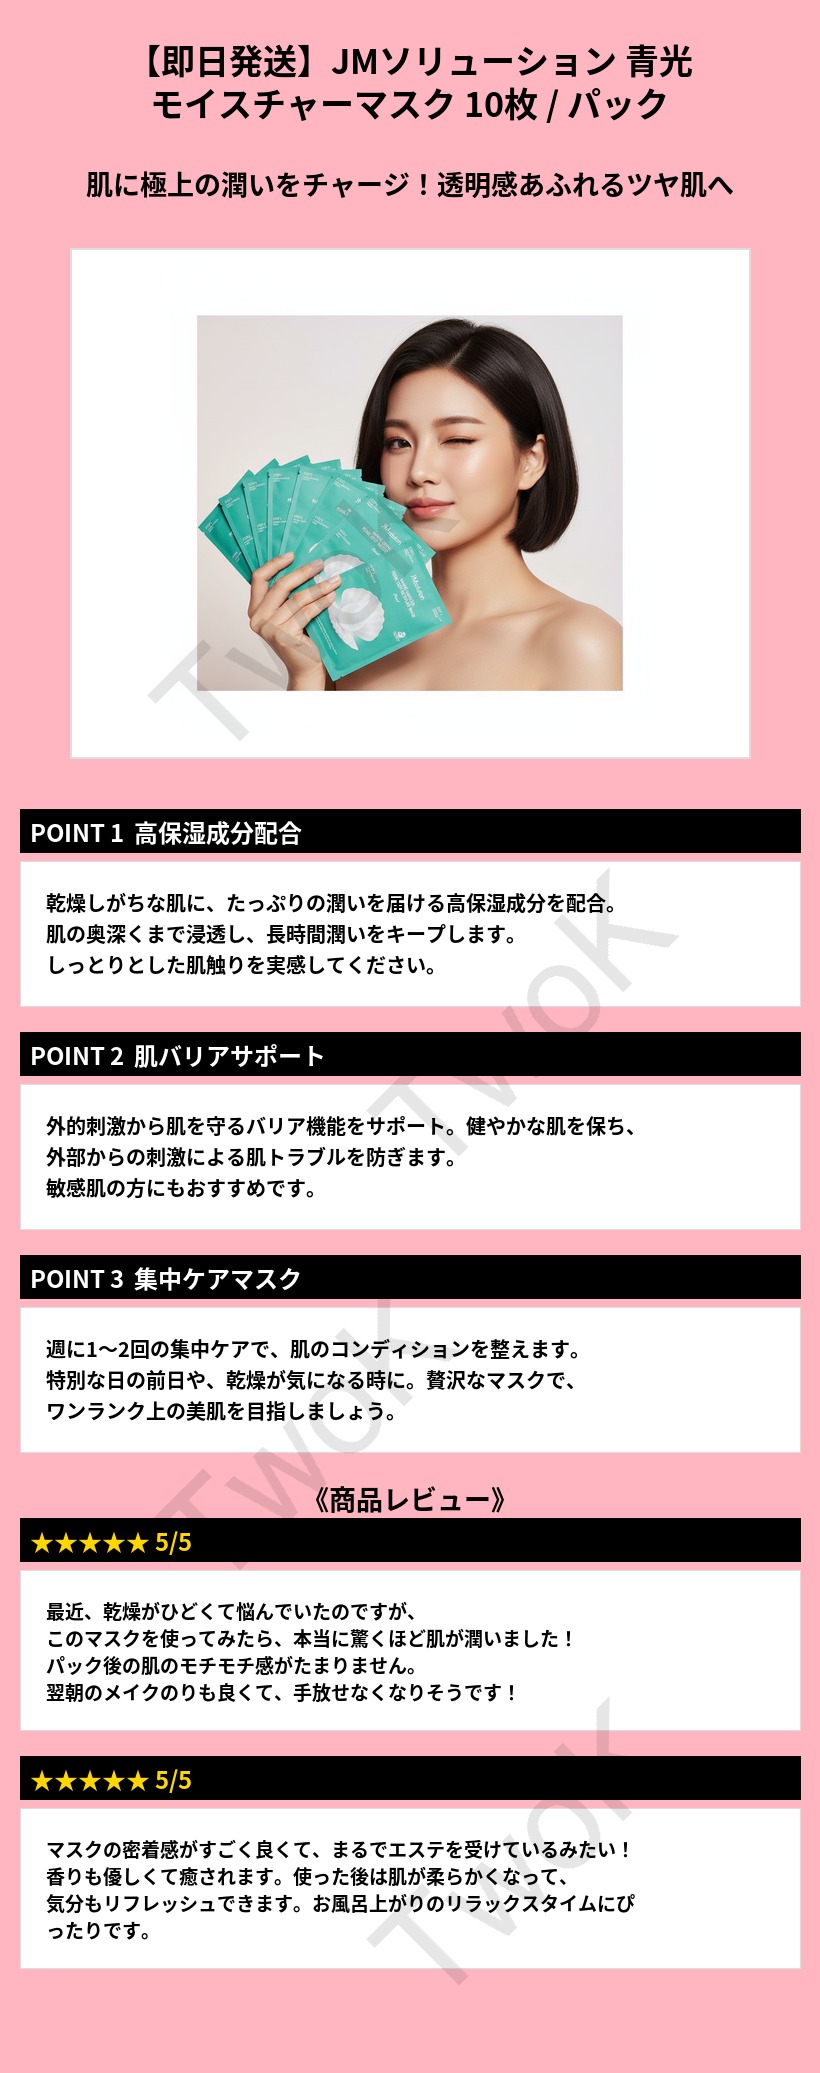 【即日発送】JMソリューション 青光
モイスチャーマスク 10枚 / パック
肌に極上の潤いをチャージ！透明感あふれるツヤ肌へ
JMsolution
TwoK
POINT 1 高保湿成分配合
乾燥しがちな肌に、たっぷりの潤いを届ける高保湿成分を配合。
肌の奥深くまで浸透し、長時間潤いをキープします。
しっとりとした肌触りを実感してください。
TwoK
POINT 2 肌バリアサポート
外的刺激から肌を守るバリア機能をサポート。健やかな肌を保ち、
外部からの刺激による肌トラブルを防ぎます。
敏感肌の方にもおすすめです。
POINT 3 集中ケアマスク
週に1～2回の集中ケアで、肌のコンディションを整えます。
特別な日の前日や、乾燥が気になる時に。贅沢なマスクで、
ワンランク上の美肌を目指しましょう。
TwoK
《商品レビュー》
★★★★★ 5/5
最近、乾燥がひどくて悩んでいたのですが、
このマスクを使ってみたら、本当に驚くほど肌が潤いました！
パック後の肌のモチモチ感がたまりません。
翌朝のメイクのりも良くて、手放せなくなりそうです！
★★★★★ 5/5
マスクの密着感がすごく良くて、まるでエステを受けているみたい！
香りも優しくて癒されます。使った後は肌が柔らかくなって、
気分もリフレッシュできます。お風呂上がりのリラックスタイムにぴ
ったりです。
TwoK